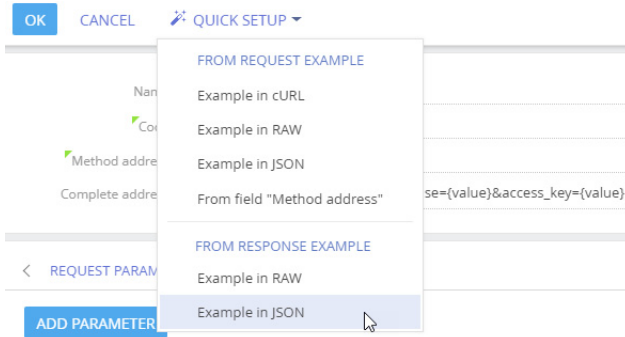 OK CANCEL QUICK SETUP
FROM REQUEST EXAMPLE
Example in cURL
Example in RAW
Method addre
Example in JSON
Complete addre
From field "Method address"
se={value}&access_key={value}
FROM RESPONSE EXAMPLE
REQUEST PARAM
Example in RAW
ADD PARAMETER
Example in JSON